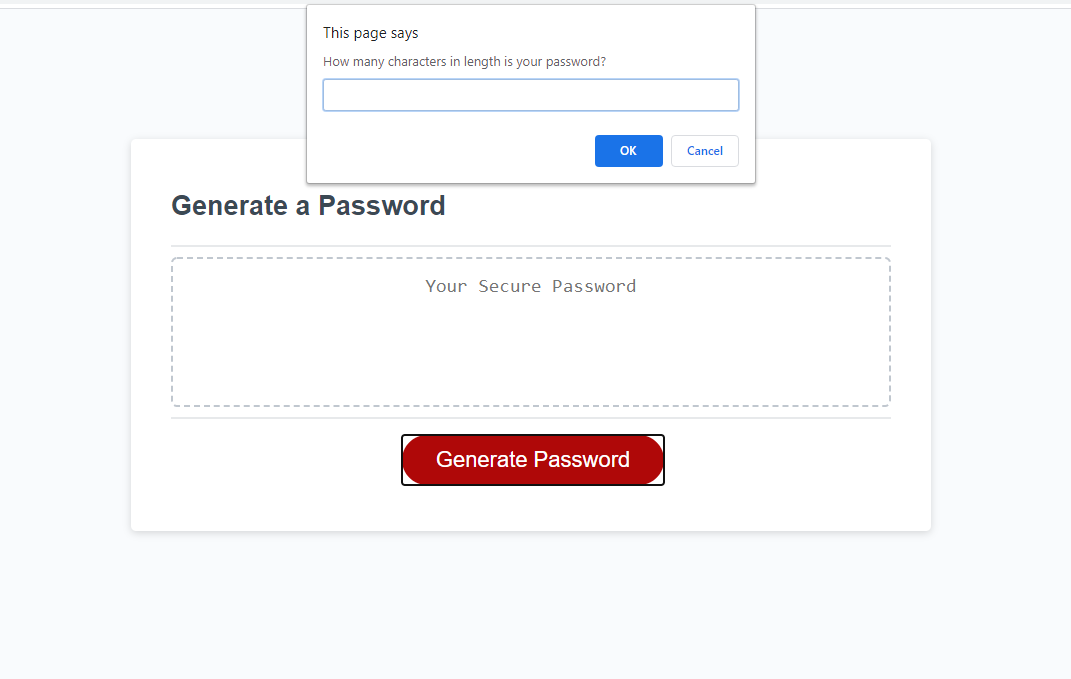 This page says
How many characters in length is your password?
OK
Cancel
Generate a Password
Your Secure Password
Generate Password